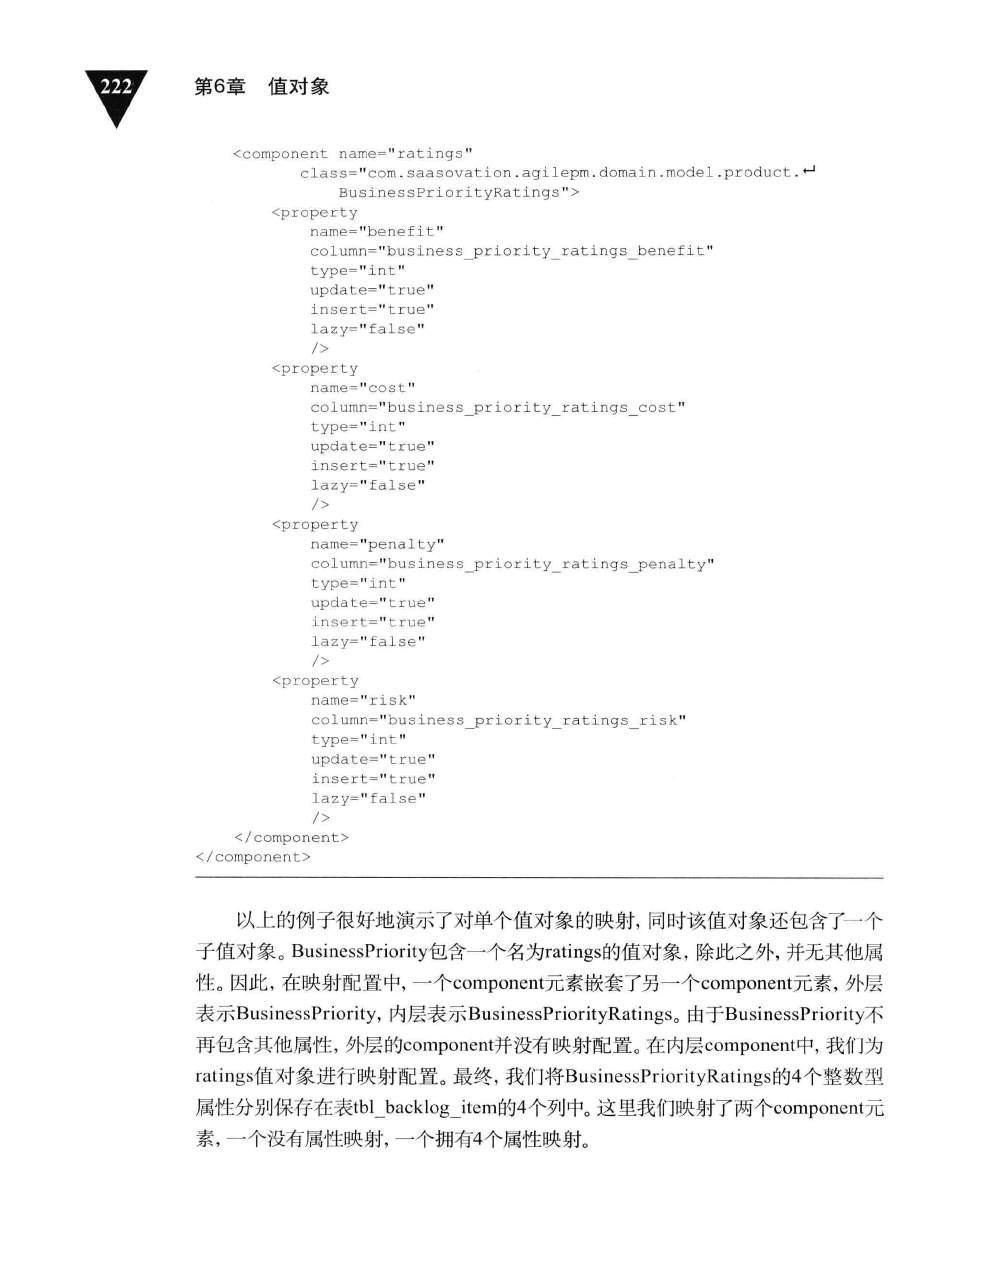 222
第6章 值对象
<component name="ratings"
class="com.saasovation.agilepm.domain.model.product.↵
BusinessPriorityRatings">
<property
name="benefit"
column="business_priority_ratings_benefit"
type="int"
update="true"
insert="true"
lazy="false"
/>
<property
name="cost"
column="business_priority_ratings_cost"
type="int"
update="true"
insert="true"
lazy="false"
/>
<property
name="penalty"
column="business_priority_ratings_penalty"
type="int"
update="true"
insert="true"
lazy="false"
/>
<property
name="risk"
column="business_priority_ratings_risk"
type="int"
update="true"
insert="true"
lazy="false"
/>
</component>
</component>
以上的例子很好地演示了对单个值对象的映射, 同时该值对象还包含了一个
子值对象。BusinessPriority包含一个名为ratings的值对象, 除此之外, 并无其他属
性。因此, 在映射配置中, 一个component元素嵌套了另一个component元素, 外层
表示BusinessPriority, 内层表示BusinessPriorityRatings。由于BusinessPriority不
再包含其他属性, 外层的component并没有映射配置。在内层component中, 我们为
ratings值对象进行映射配置。最终, 我们将BusinessPriorityRatings的4个整数型
属性分别保存在表tbl_backlog_item的4个列中。这里我们映射了两个component元
素, 一个没有属性映射, 一个拥有4个属性映射。